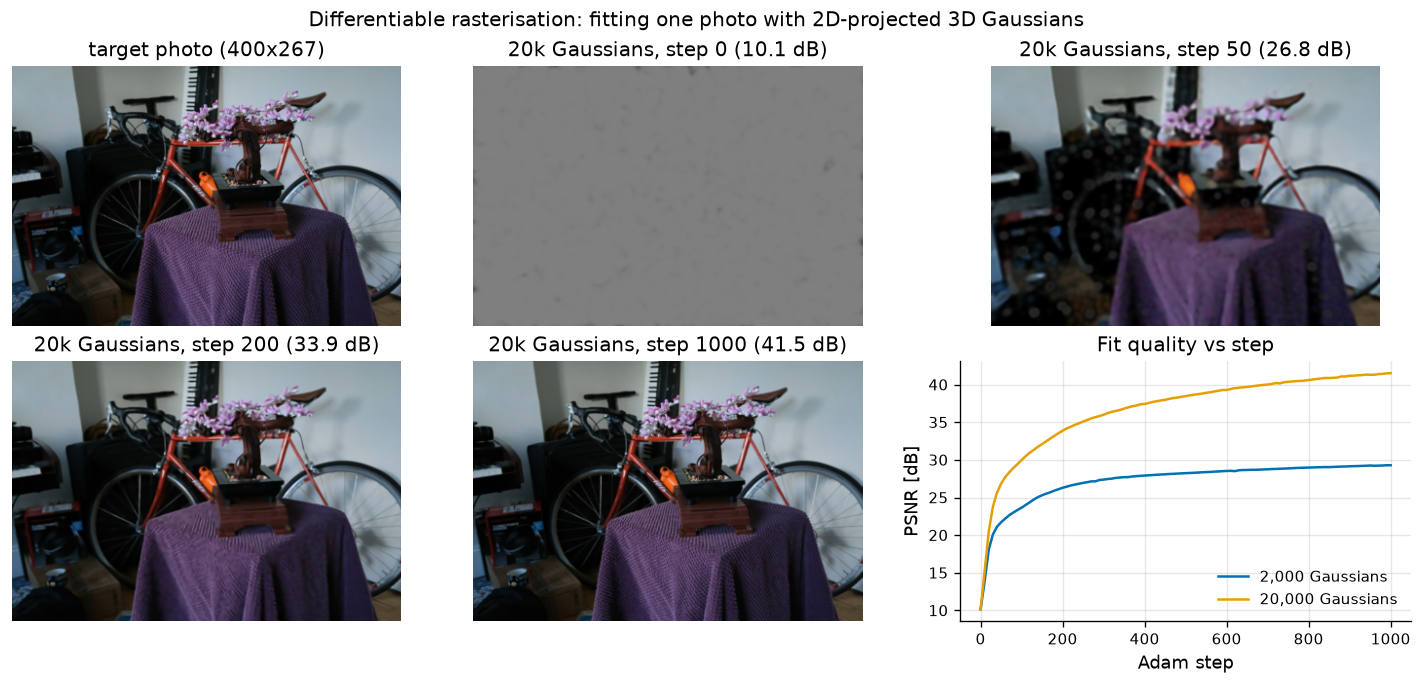 Differentiable rasterisation: fitting one photo with 2D-projected 3D Gaussians
target photo (400x267)
20k Gaussians, step 0 (10.1 dB)
20k Gaussians, step 50 (26.8 dB)
20k Gaussians, step 200 (33.9 dB)
20k Gaussians, step 1000 (41.5 dB)
Fit quality vs step
PSNR [dB]
40
35
30
25
20
15
10
2,000 Gaussians
20,000 Gaussians
0 200 400 600 800 1000
Adam step